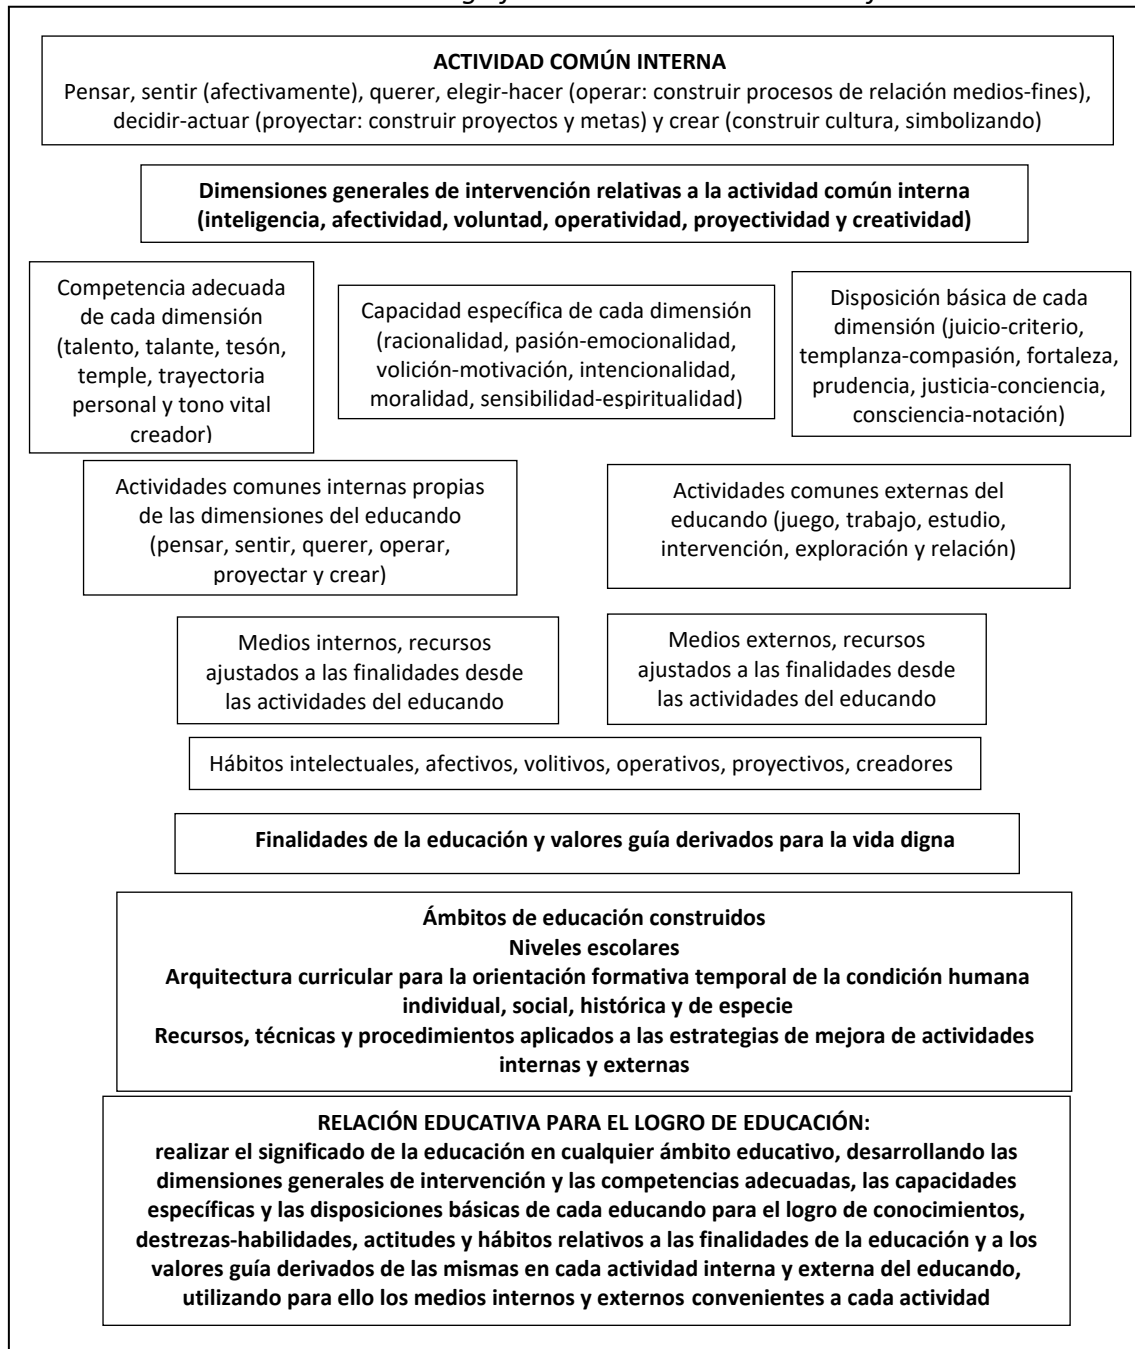 ACTIVIDAD COMÚN INTERNA
Pensar, sentir (afectivamente), querer, elegir-hacer (operar: construir procesos de relación medios-fines),
decidir-actuar (proyectar: construir proyectos y metas) y crear (construir cultura, simbolizando)
Dimensiones generales de intervención relativas a la actividad común interna
(inteligencia, afectividad, voluntad, operatividad, proyectividad y creatividad)
Competencia adecuada
de cada dimensión
(talento, talante, tesón,
temple, trayectoria
personal y tono vital
creador)
Capacidad específica de cada dimensión
(racionalidad, pasión-emocionalidad,
volición-motivación, intencionalidad,
moralidad, sensibilidad-espiritualidad)
Disposición básica de cada
dimensión (juicio-criterio,
templanza-compasión, fortaleza,
prudencia, justicia-conciencia,
consciencia-notación)
Actividades comunes internas propias
de las dimensiones del educando
(pensar, sentir, querer, operar,
proyectar y crear)
Actividades comunes externas del
educando (juego, trabajo, estudio,
intervención, exploración y relación)
Medios internos, recursos
ajustados a las finalidades desde
las actividades del educando
Medios externos, recursos
ajustados a las finalidades desde
las actividades del educando
Hábitos intelectuales, afectivos, volitivos, operativos, proyectivos, creadores
Finalidades de la educación y valores guía derivados para la vida digna
Ámbitos de educación construidos
Niveles escolares
Arquitectura curricular para la orientación formativa temporal de la condición humana
individual, social, histórica y de especie
Recursos, técnicas y procedimientos aplicados a las estrategias de mejora de actividades
internas y externas
RELACIÓN EDUCATIVA PARA EL LOGRO DE EDUCACIÓN:
realizar el significado de la educación en cualquier ámbito educativo, desarrollando las
dimensiones generales de intervención y las competencias adecuadas, las capacidades
específicas y las disposiciones básicas de cada educando para el logro de conocimientos,
destrezas-habilidades, actitudes y hábitos relativos a las finalidades de la educación y a los
valores guía derivados de las mismas en cada actividad interna y externa del educando,
utilizando para ello los medios internos y externos convenientes a cada actividad